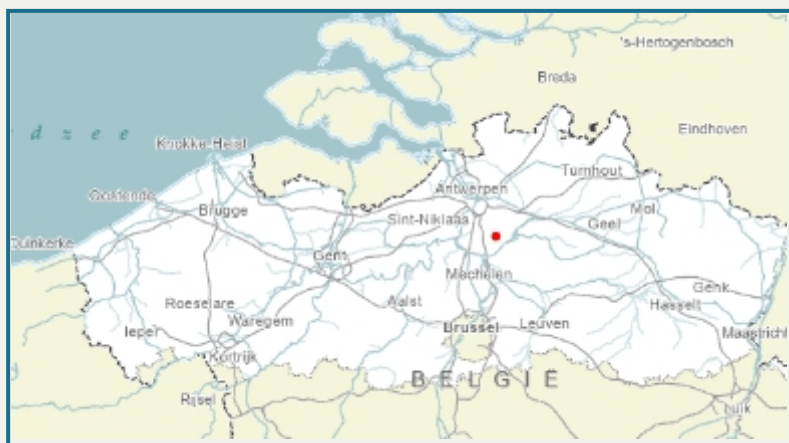 's-Hertogenbosch
Breda
Eindhoven
d z e e
Knokke-Heist
Turnhout
Antwerpen
Oostende
Brugge
Sint-Niklaas
Geel
Mol
Duinkerke
Gent
Mechelen
Genk
Roeselare
Aalst
Hasselt
Ieper
Waregem
Brussel
Leuven
Maastricht
Kortrijk
BELGIË
Rijsel
Luik